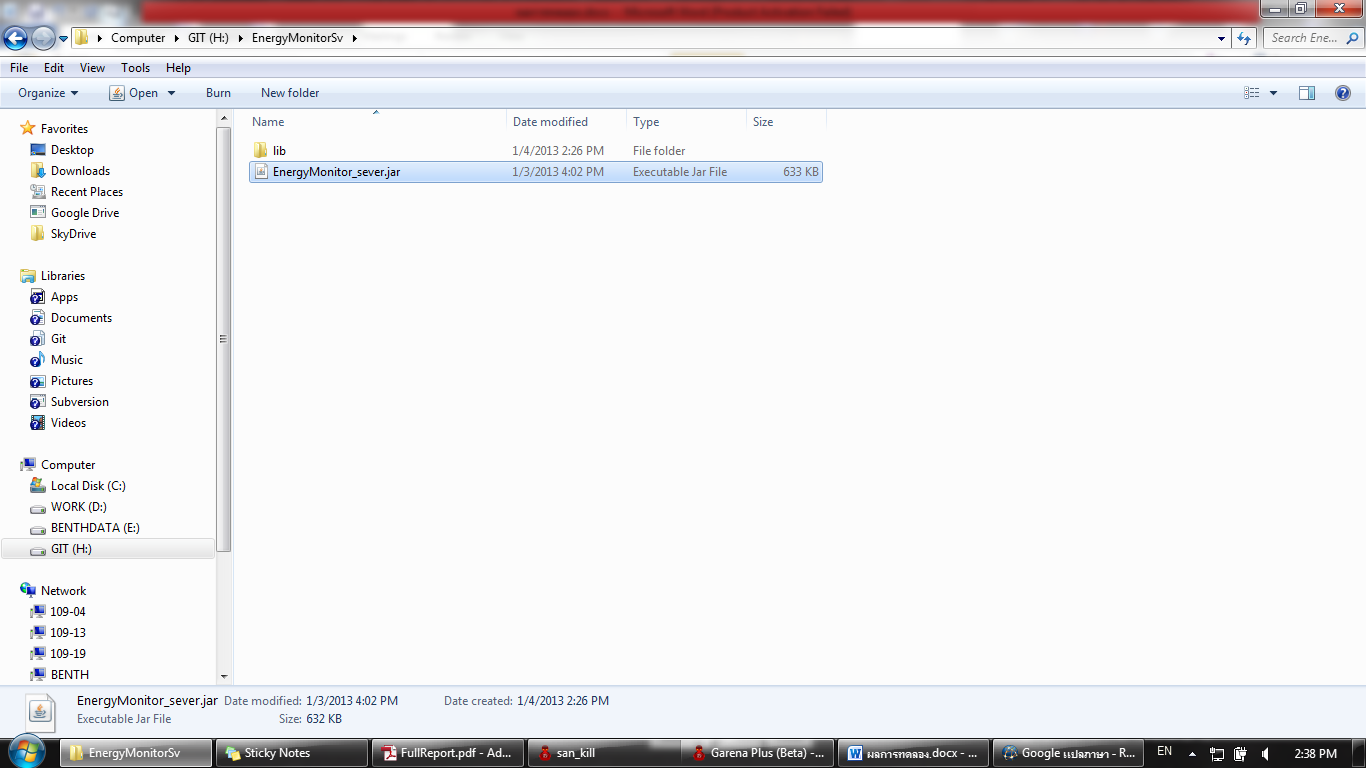 Computer GIT (H:) EnergyMonitorSv
Search Ene...
File Edit View Tools Help
Organize Open Burn New folder
Name Date modified Type Size
lib 1/4/2013 2:26 PM File folder
EnergyMonitor_sever.jar 1/3/2013 4:02 PM Executable Jar File 633 KB
Favorites
Desktop
Downloads
Recent Places
Google Drive
SkyDrive
Libraries
Apps
Documents
Git
Music
Pictures
Subversion
Videos
Computer
Local Disk (C:)
WORK (D:)
BENTHDATA (E:)
GIT (H:)
Network
109-04
109-13
109-19
BENTH
EnergyMonitor_sever.jar Date modified: 1/3/2013 4:02 PM Date created: 1/4/2013 2:26 PM
Executable Jar File Size: 632 KB
EnergyMonitorSv Sticky Notes FullReport.pdf - Ad... san_kill Garena Plus (Beta) -... ผลการทดลอง.docx - ... Google แปลภาษา - R... EN 2:38 PM